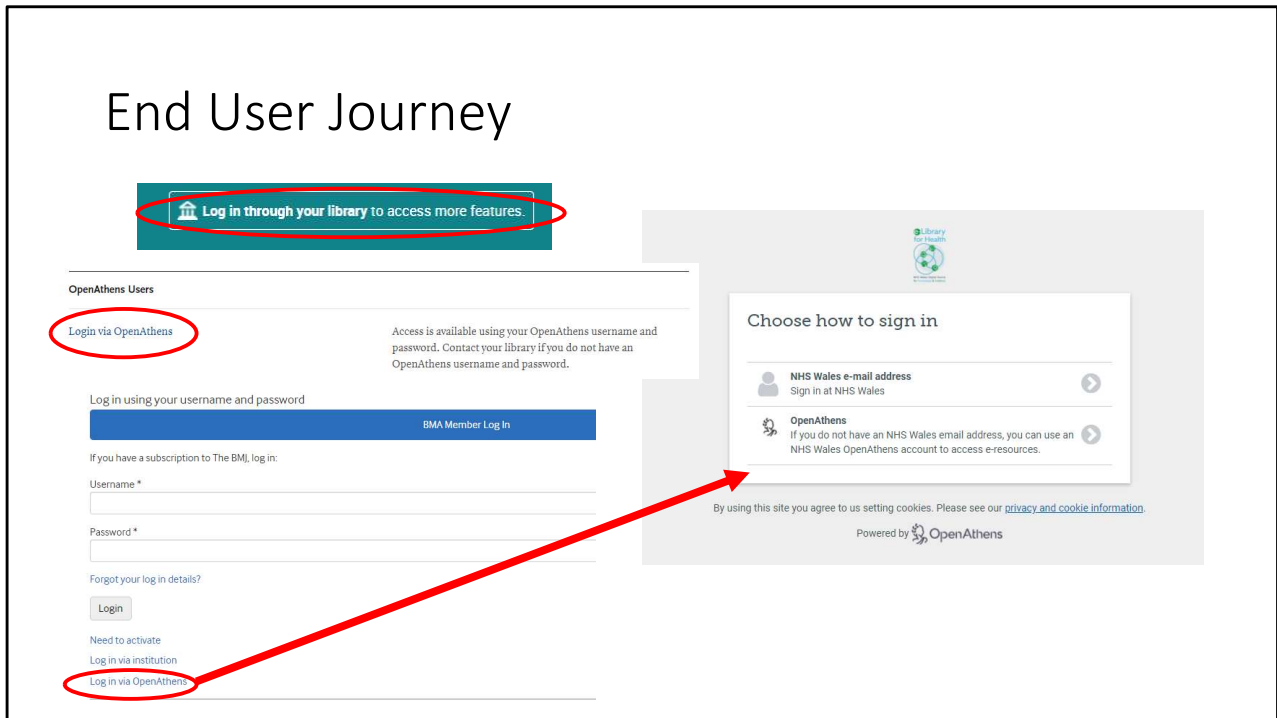 End User Journey
Log in through your library to access more features.
OpenAthens Users
Login via OpenAthens
Access is available using your OpenAthens username and
password. Contact your library if you do not have an
OpenAthens username and password.
Log in using your username and password
BMA Member Log In
If you have a subscription to The BMJ, log in:
Username *
Password *
Forgot your log in details?
Login
Need to activate
Log in via institution
Log in via OpenAthens
eLibrary
for Health
Choose how to sign in
NHS Wales e-mail address
Sign in at NHS Wales
OpenAthens
If you do not have an NHS Wales email address, you can use an
NHS Wales OpenAthens account to access e-resources.
By using this site you agree to us setting cookies. Please see our privacy and cookie information.
Powered by OpenAthens